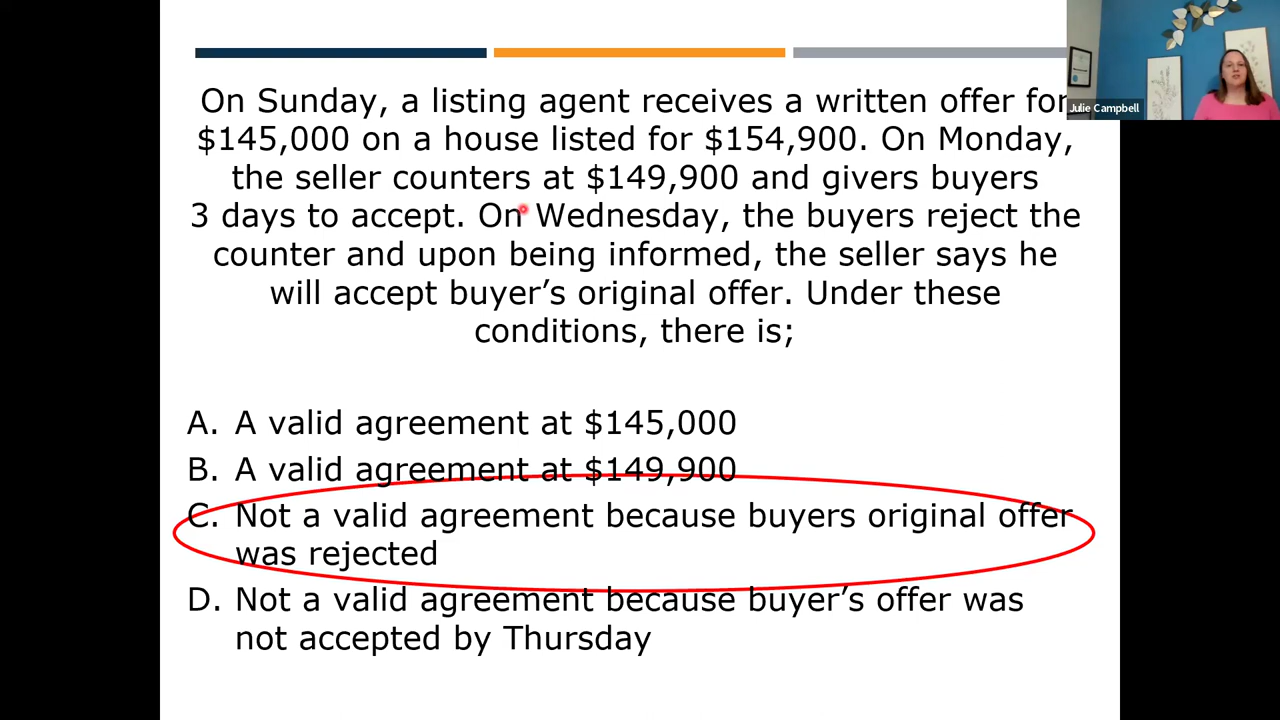 On Sunday, a listing agent receives a written offer for
$145,000 on a house listed for $154,900. On Monday,
the seller counters at $149,900 and givers buyers
3 days to accept. On Wednesday, the buyers reject the
counter and upon being informed, the seller says he
will accept buyer’s original offer. Under these
conditions, there is;
A. A valid agreement at $145,000
B. A valid agreement at $149,900
C. Not a valid agreement because buyers original offer
was rejected
D. Not a valid agreement because buyer’s offer was
not accepted by Thursday
Julie Campbell